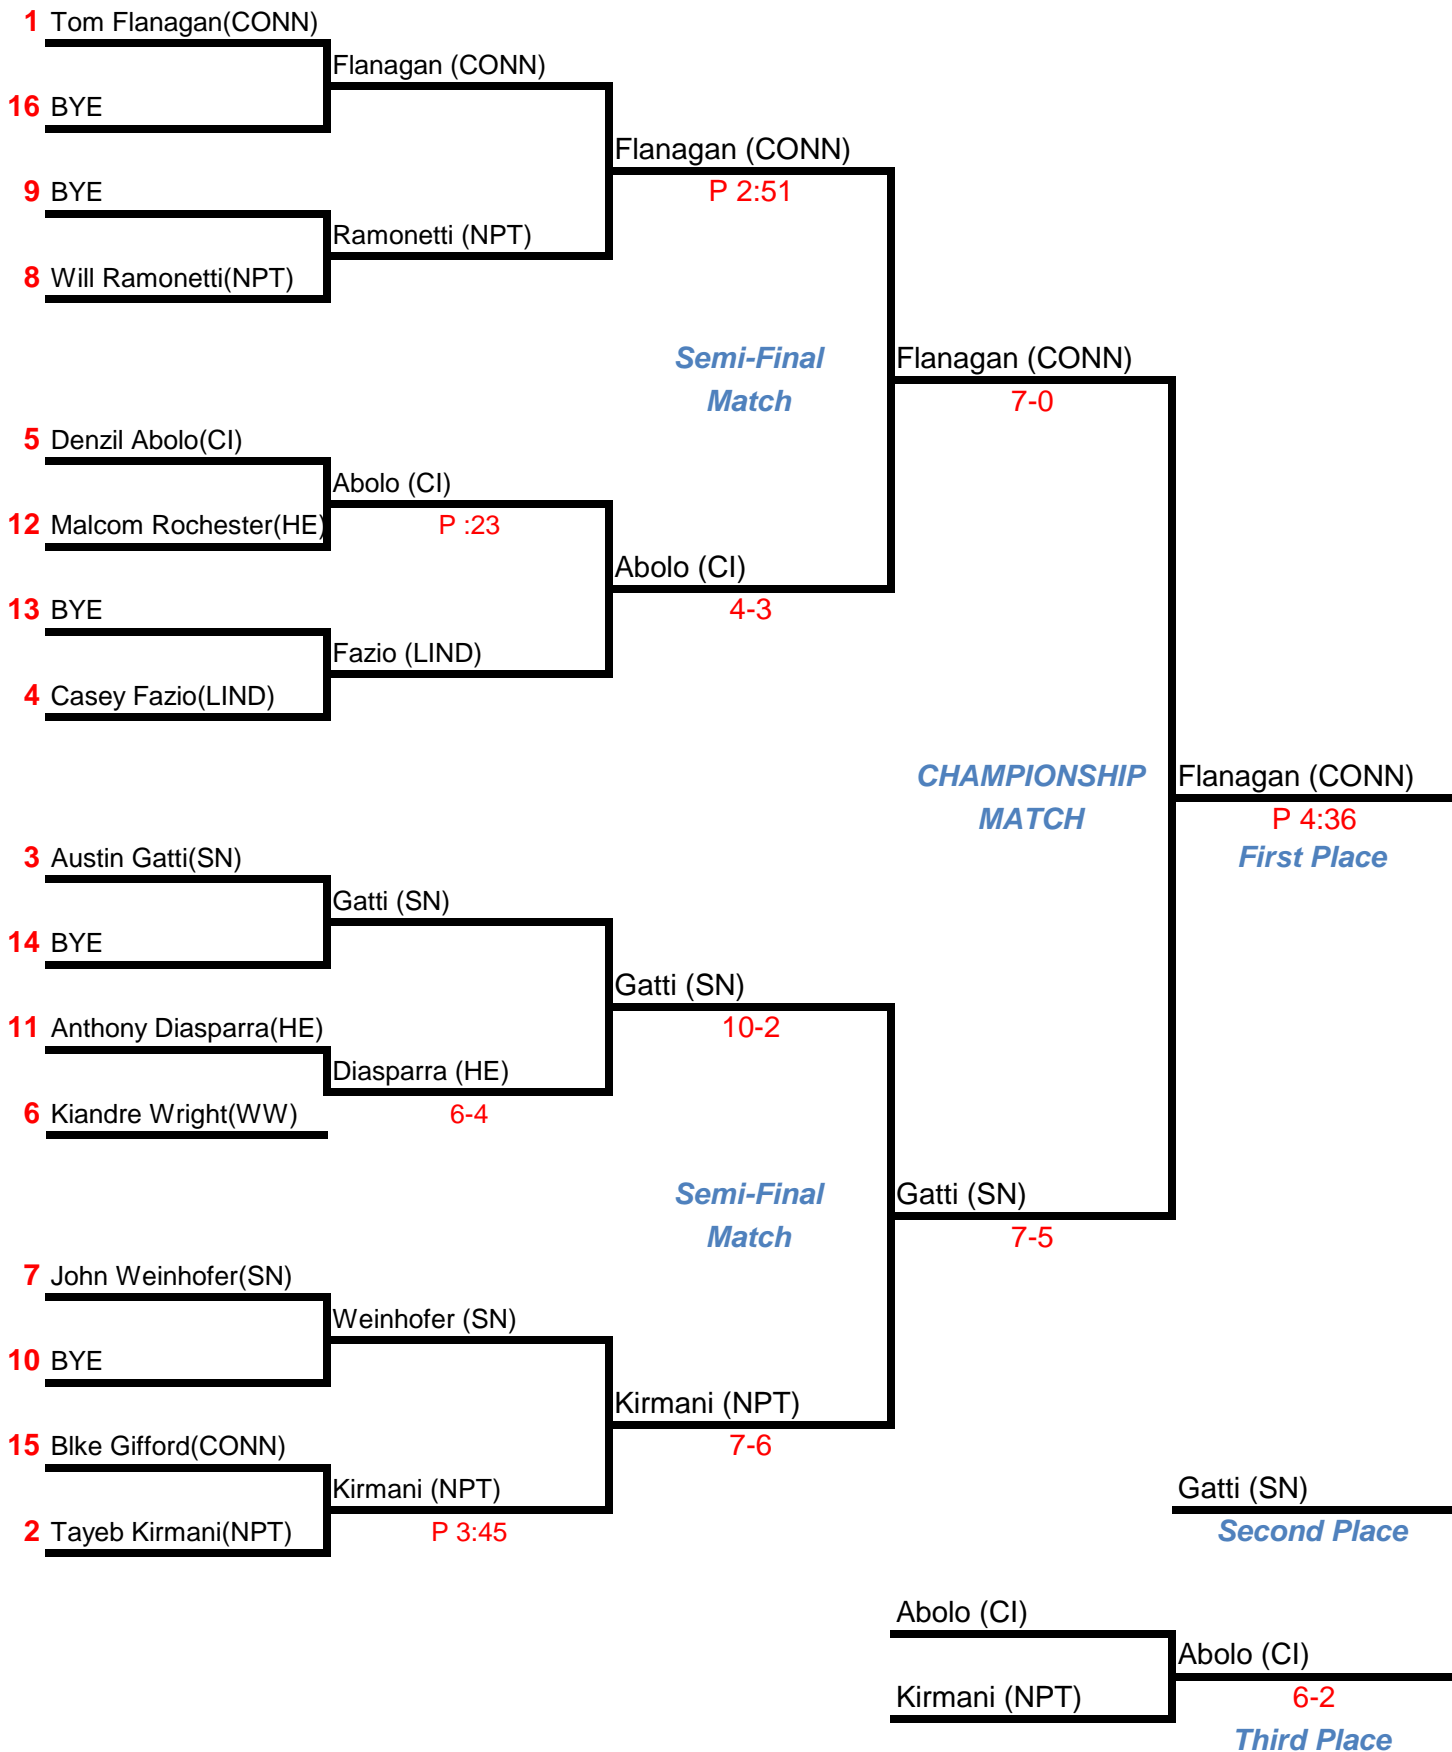 1 Tom Flanagan(CONN)
Flanagan (CONN)
16 BYE
Flanagan (CONN)
P 2:51
9 BYE
Ramonetti (NPT)
8 Will Ramonetti(NPT)
Semi-Final
Match
Flanagan (CONN)
7-0
5 Denzil Abolo(CI)
Abolo (CI)
12 Malcom Rochester(HE)
P :23
Abolo (CI)
4-3
13 BYE
Fazio (LIND)
4 Casey Fazio(LIND)
CHAMPIONSHIP
MATCH
Flanagan (CONN)
P 4:36
First Place
3 Austin Gatti(SN)
Gatti (SN)
14 BYE
Gatti (SN)
10-2
11 Anthony Diasparra(HE)
Diasparra (HE)
6-4
6 Kiandre Wright(WW)
Semi-Final
Match
Gatti (SN)
7-5
7 John Weinhofer(SN)
Weinhofer (SN)
10 BYE
Kirmani (NPT)
7-6
15 Blke Gifford(CONN)
Kirmani (NPT)
P 3:45
2 Tayeb Kirmani(NPT)
Gatti (SN)
Second Place
Abolo (CI)
Abolo (CI)
Kirmani (NPT)
6-2
Third Place